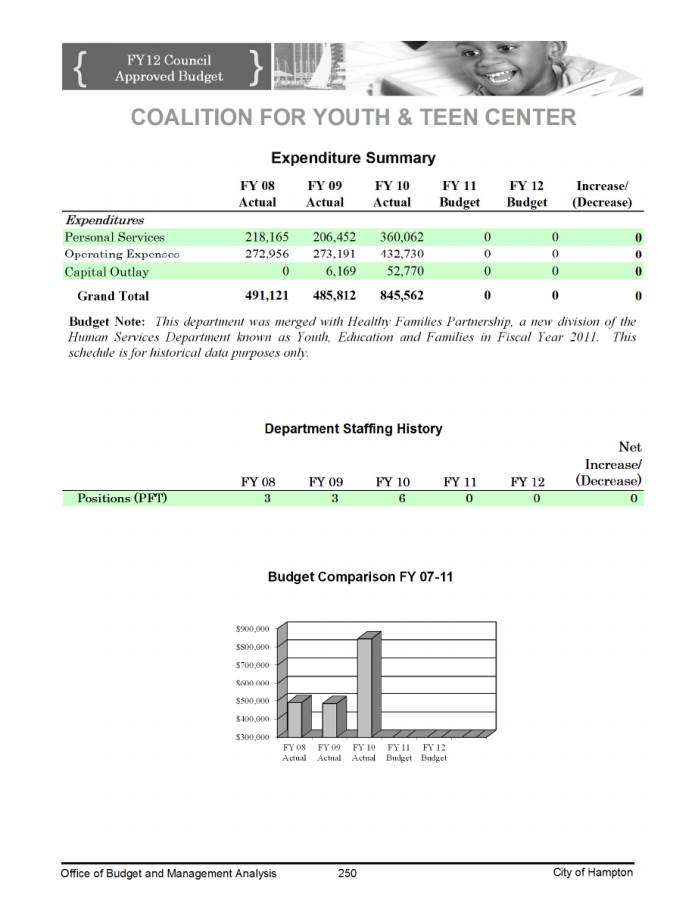 FY12 Council
Approved Budget
COALITION FOR YOUTH & TEEN CENTER
Expenditure Summary
FY 08 FY 09 FY 10 FY 11 FY 12 Increase/
Actual Actual Actual Budget Budget (Decrease)
Expenditures
Personal Services 218,165 206,452 360,062 0 0 0
Operating Expenses 272,956 273,191 432,730 0 0 0
Capital Outlay 0 6,169 52,770 0 0 0
Grand Total 491,121 485,812 845,562 0 0 0
Budget Note: This department was merged with Healthy Families Partnership, a new division of the
Human Services Department known as Youth, Education and Families in Fiscal Year 2011. This
schedule is for historical data purposes only.
Department Staffing History
Net
Increase/
FY 08 FY 09 FY 10 FY 11 FY 12 (Decrease)
Positions (PFT) 3 3 6 0 0 0
Budget Comparison FY 07-11
$900,000
$800,000
$700,000
$600,000
$500,000
$400,000
$300,000
FY 08 FY 09 FY 10 FY 11 FY 12
Actual Actual Actual Budget Budget
Office of Budget and Management Analysis 250 City of Hampton